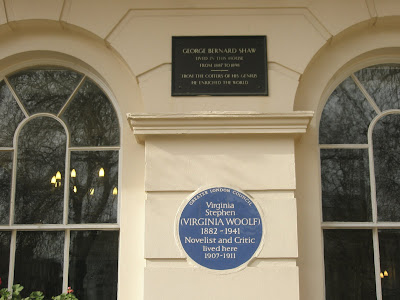 GEORGE BERNARD SHAW
LIVED IN THIS HOUSE
FROM 1887 TO 1898
FROM THE COFFERS OF HIS GENIUS
HE ENRICHED THE WORLD
GREATER LONDON COUNCIL
Virginia
Stephen
(VIRGINIA WOOLF)
1882 - 1941
Novelist and Critic
lived here
1907-1911